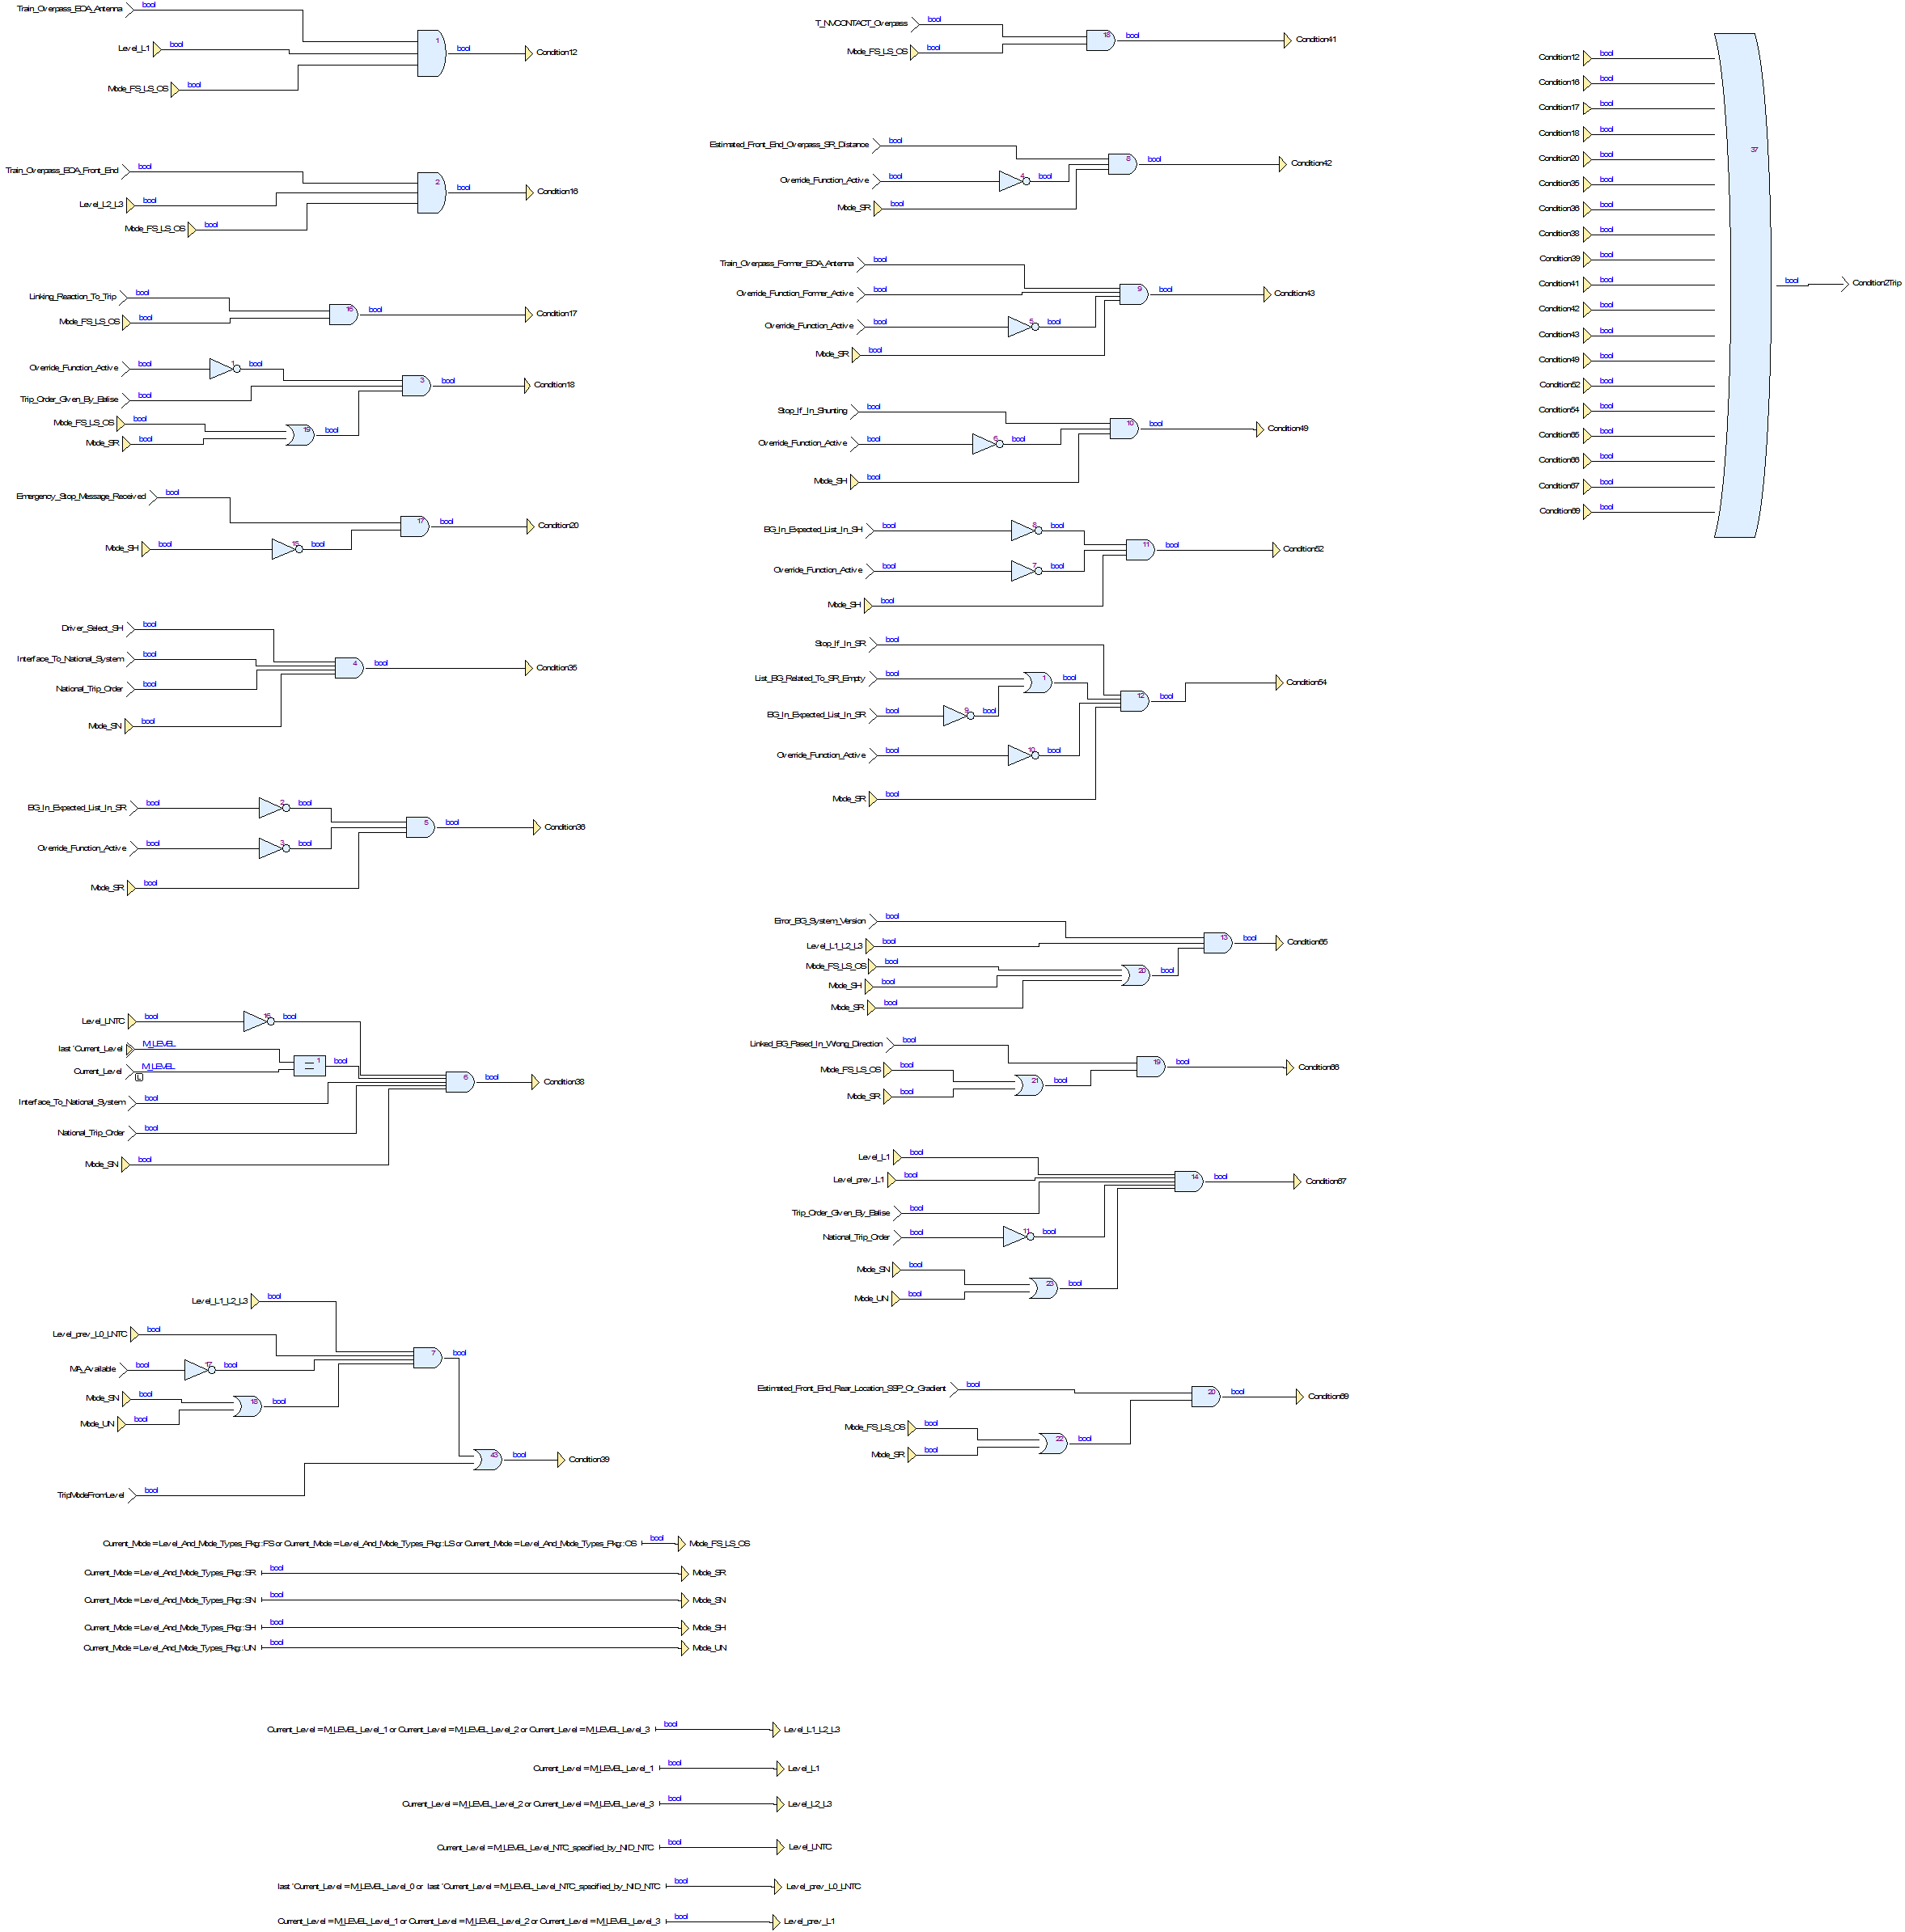 Train_Overpass_EOA_Antenna bool
Level_L1 bool
Mode_FS_LS_OS bool
1 bool Condition12
Train_Overpass_EOA_Front_End bool
Level_L2_L3 bool
Mode_FS_LS_OS bool
2 bool Condition16
Linking_Reaction_To_Trip bool
Mode_FS_LS_OS bool
16 bool Condition17
Override_Function_Active bool 1 bool
Trip_Order_Given_By_Balise bool
Mode_FS_LS_OS bool
Mode_SR bool
19 bool
3 bool Condition18
Emergency_Stop_Message_Received bool
Mode_SH bool 15 bool
17 bool Condition20
Driver_Select_SH bool
Interface_To_National_System bool
National_Trip_Order bool
Mode_SN bool
4 bool Condition35
BG_In_Expected_List_In_SR bool 2 bool
Override_Function_Active bool 3 bool
Mode_SR bool
5 bool Condition36
Level_LNTC bool 16 bool
last 'Current_Level M_LEVEL
Current_Level M_LEVEL
L
1 = bool
Interface_To_National_System bool
National_Trip_Order bool
Mode_SN bool
6 bool Condition38
Level_L1_L2_L3 bool
Level_prev_L0_LNTC bool
MA_Available bool 17 bool
Mode_SN bool
Mode_UN bool
18 bool
7 bool
TripModeFromLevel bool
43 bool Condition39
T_NVCONTACT_Overpass bool
Mode_FS_LS_OS bool
18 bool Condition41
Estimated_Front_End_Overpass_SR_Distance bool
Override_Function_Active bool 4 bool
Mode_SR bool
8 bool Condition42
Train_Overpass_Former_EOA_Antenna bool
Override_Function_Former_Active bool
Override_Function_Active bool 5 bool
Mode_SR bool
9 bool Condition43
Stop_If_In_Shunting bool
Override_Function_Active bool 6 bool
Mode_SH bool
10 bool Condition49
BG_In_Expected_List_In_SH bool 8 bool
Override_Function_Active bool 7 bool
Mode_SH bool
11 bool Condition52
Stop_If_In_SR bool
List_BG_Related_To_SR_Empty bool
BG_In_Expected_List_In_SR bool 9 bool
1 bool
Override_Function_Active bool 10 bool
Mode_SR bool
12 bool Condition54
Error_BG_System_Version bool
Level_L1_L2_L3 bool
Mode_FS_LS_OS bool
Mode_SH bool
Mode_SR bool
20 bool
13 bool Condition65
Linked_BG_Pased_In_Wrong_Direction bool
Mode_FS_LS_OS bool
Mode_SR bool
21 bool
19 bool Condition66
Level_L1 bool
Level_prev_L1 bool
Trip_Order_Given_By_Balise bool
National_Trip_Order bool 11 bool
Mode_SN bool
Mode_UN bool
23 bool
14 bool Condition67
Estimated_Front_End_Rear_Location_SSP_Or_Gradient bool
Mode_FS_LS_OS bool
Mode_SR bool
22 bool
20 bool Condition69
Condition12 bool
Condition16 bool
Condition17 bool
Condition18 bool
Condition20 bool
Condition35 bool
Condition36 bool
Condition38 bool
Condition39 bool
Condition41 bool
Condition42 bool
Condition43 bool
Condition49 bool
Condition52 bool
Condition54 bool
Condition65 bool
Condition66 bool
Condition67 bool
Condition69 bool
37
bool Condition2Trip
Current_Mode = Level_And_Mode_Types_Pkg::FS or Current_Mode = Level_And_Mode_Types_Pkg::LS or Current_Mode = Level_And_Mode_Types_Pkg::OS bool Mode_FS_LS_OS
Current_Mode = Level_And_Mode_Types_Pkg::SR bool Mode_SR
Current_Mode = Level_And_Mode_Types_Pkg::SN bool Mode_SN
Current_Mode = Level_And_Mode_Types_Pkg::SH bool Mode_SH
Current_Mode = Level_And_Mode_Types_Pkg::UN bool Mode_UN
Current_Level = M_LEVEL_Level_1 or Current_Level = M_LEVEL_Level_2 or Current_Level = M_LEVEL_Level_3 bool Level_L1_L2_L3
Current_Level = M_LEVEL_Level_1 bool Level_L1
Current_Level = M_LEVEL_Level_2 or Current_Level = M_LEVEL_Level_3 bool Level_L2_L3
Current_Level = M_LEVEL_Level_NTC_specified_by_NID_NTC bool Level_LNTC
last 'Current_Level = M_LEVEL_Level_0 or last 'Current_Level = M_LEVEL_Level_NTC_specified_by_NID_NTC bool Level_prev_L0_LNTC
Current_Level = M_LEVEL_Level_1 or Current_Level = M_LEVEL_Level_2 or Current_Level = M_LEVEL_Level_3 bool Level_prev_L1